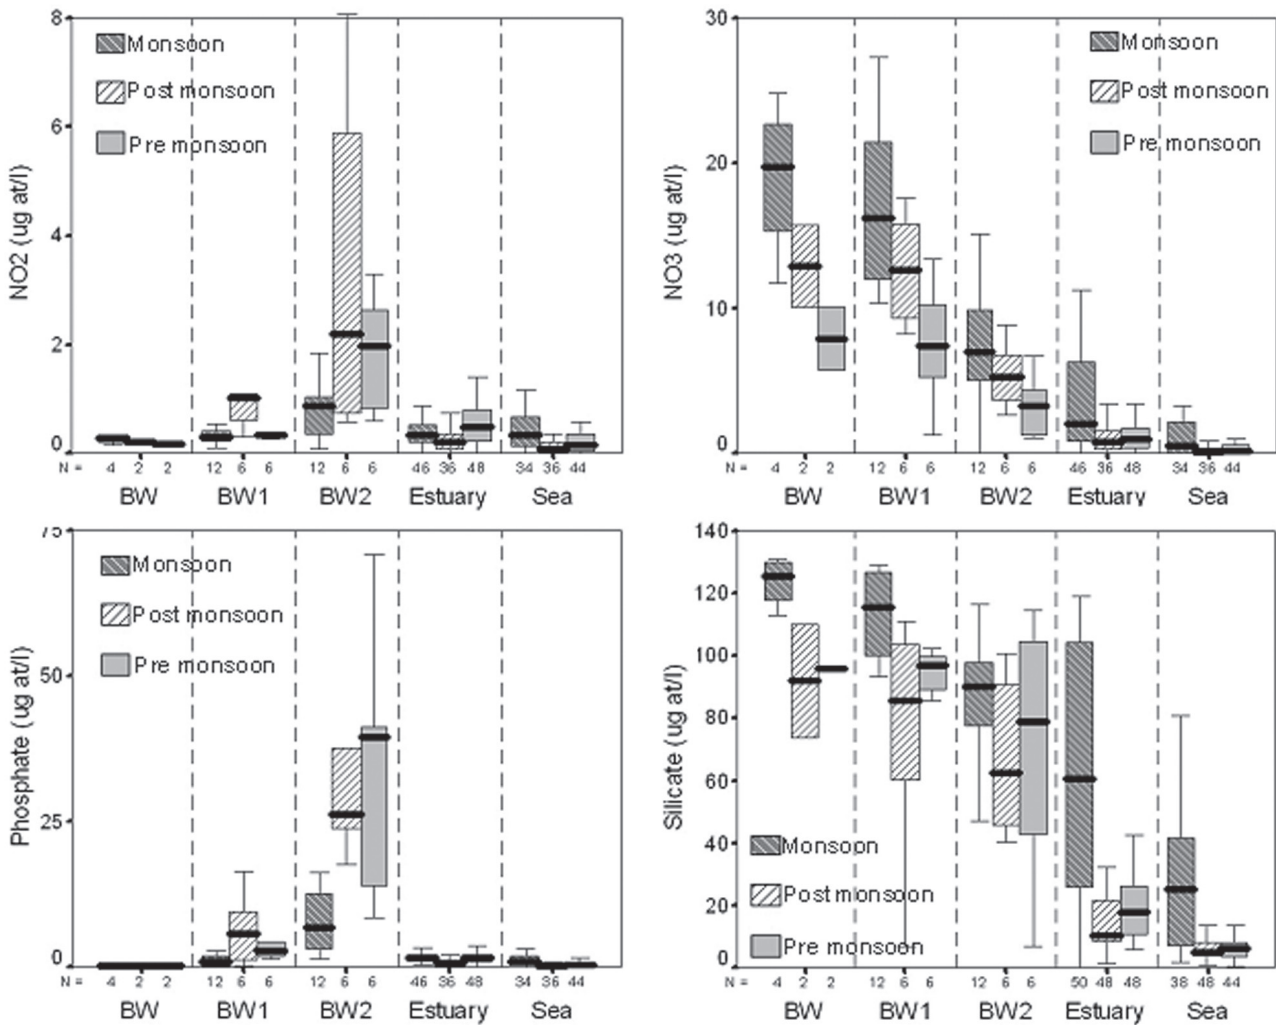 8
6
4
2
0
NO2 (ug at/l)
Monsoon
Post monsoon
Pre monsoon
N = 4 2 2 12 6 6 12 6 6 46 36 48 34 36 44
BW BW1 BW2 Estuary Sea
30
20
10
0
NO3 (ug at/l)
Monsoon
Post monsoon
Pre monsoon
N = 4 2 2 12 6 6 12 6 6 46 36 48 34 36 44
BW BW1 BW2 Estuary Sea
75
50
25
0
Phosphate (ug at/l)
Monsoon
Post monsoon
Pre monsoon
N = 4 2 2 12 6 6 12 6 6 46 36 48 34 36 44
BW BW1 BW2 Estuary Sea
140
120
100
80
60
40
20
0
Silicate (ug at/l)
Monsoon
Post monsoon
Pre monsoon
N = 4 2 2 12 6 6 12 6 6 50 48 48 38 48 44
BW BW1 BW2 Estuary Sea